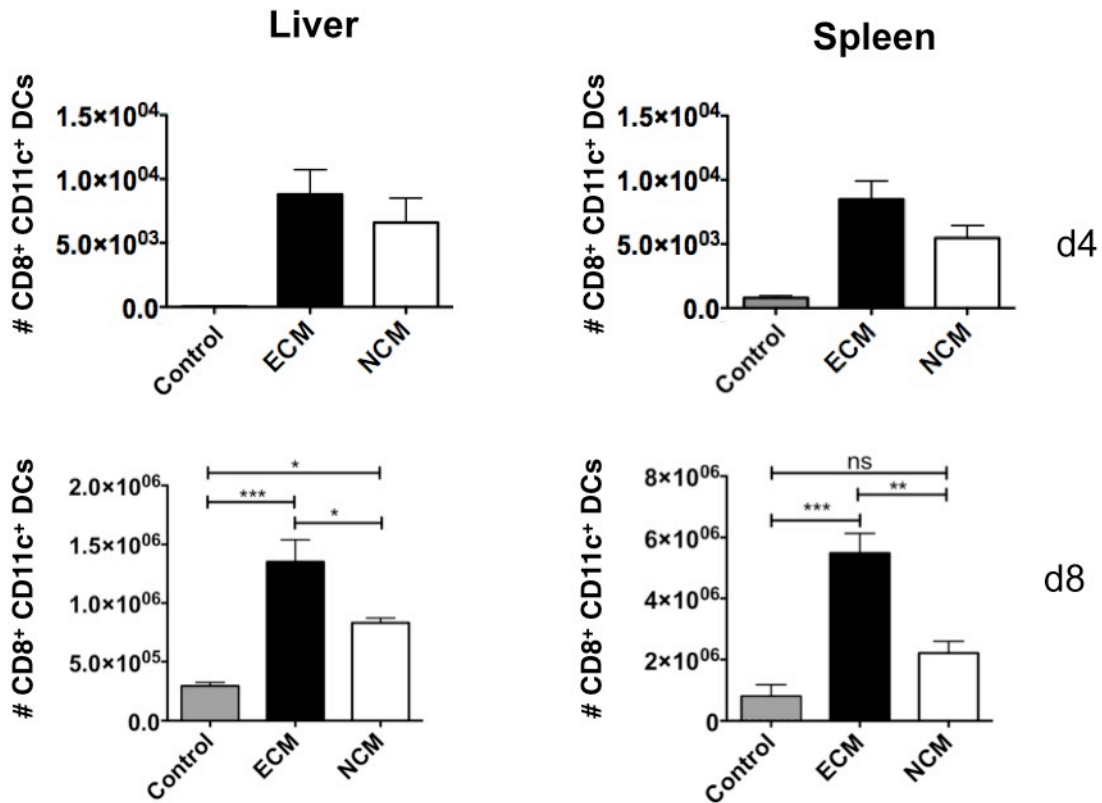 Liver
# CD8⁺ CD11c⁺ DCs
1.5×10⁰⁴
1.0×10⁰⁴
5.0×10⁰³
0.0
Control
ECM
NCM
Spleen
# CD8⁺ CD11c⁺ DCs
1.5×10⁰⁴
1.0×10⁰⁴
5.0×10⁰³
0.0
Control
ECM
NCM
d4
# CD8⁺ CD11c⁺ DCs
2.0×10⁰⁶
1.5×10⁰⁶
1.0×10⁰⁶
5.0×10⁰⁵
0.0
*
***
*
Control
ECM
NCM
# CD8⁺ CD11c⁺ DCs
8×10⁰⁶
6×10⁰⁶
4×10⁰⁶
2×10⁰⁶
0
ns
**
***
Control
ECM
NCM
d8